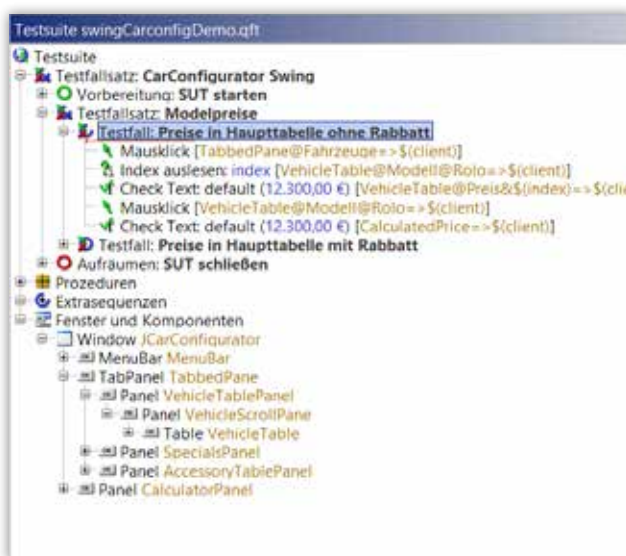 Testsuite swingCarconfigDemo.qft
Testsuite
Testfallsatz: CarConfigurator Swing
Vorbereitung: SUT starten
Testfallsatz: Modelpreise
Testfall: Preise in Haupttabelle ohne Rabbatt
Mausklick [TabbedPane@Fahrzeuge=>$(client)]
Index auslesen: index [VehicleTable@Modell@Rolo=>$(client)]
Check Text: default (12.300,00 €) [VehicleTable@Preis&$(index)=>$(clie
Mausklick [VehicleTable@Modell@Rolo=>$(client)]
Check Text: default (12.300,00 €) [CalculatedPrice=>$(client)]
Testfall: Preise in Haupttabelle mit Rabbatt
Aufräumen: SUT schließen
Prozeduren
Extrasequenzen
Fenster und Komponenten
Window JCarConfigurator
MenuBar MenuBar
TabPanel TabbedPane
Panel VehicleTablePanel
Panel VehicleScrollPane
Table VehicleTable
Panel SpecialsPanel
Panel AccessoryTablePanel
Panel CalculatorPanel